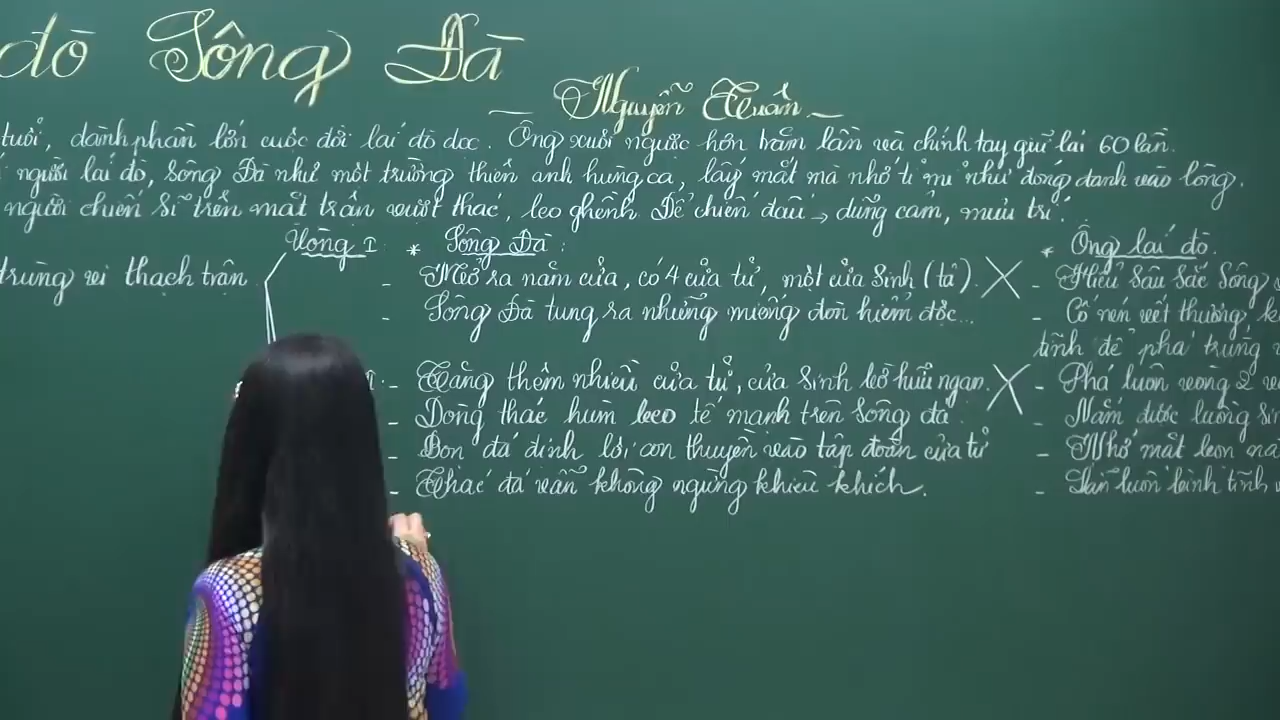 đò Sông Đà
Nguyễn Tuân
tuổi, dành phần lớn cuộc đời lái đò dọc. Ông xuôi ngược hơn trăm lần và chính tay giữ lái 60 lần.
người lái đò, Sông Đà như một trường thiên anh hùng ca, lấy mắt mà nhớ tỉ mỉ như đóng đanh vào lòng.
người chiến sĩ trên mặt trận vượt thác, leo ghềnh. Để chiến đấu → dũng cảm, mưu trí.
trùng vi thạch trận
Vòng I:
* Sông Đà:
- Mở ra năm cửa, có 4 cửa tử, một cửa sinh (tả).
- Sông Đà tung ra những miếng đòn hiểm độc...
- Tăng thêm nhiều cửa tử, cửa sinh bờ hữu ngạn.
- Dòng thác hùm beo tế mạnh trên sông đá
- Bọn đá định lôi con thuyền vào tập đoàn cửa tử
- Thác đá vẫn không ngừng khiêu khích.
* Ông lái đò.
- Hiểu sâu sắc Sông
- Cố nén vết thương,
tỉnh để phá trùng
- Phá luôn vòng 2
- Nắm được luồng
- Nhớ mặt bọn
- Vẫn luôn bình tĩnh